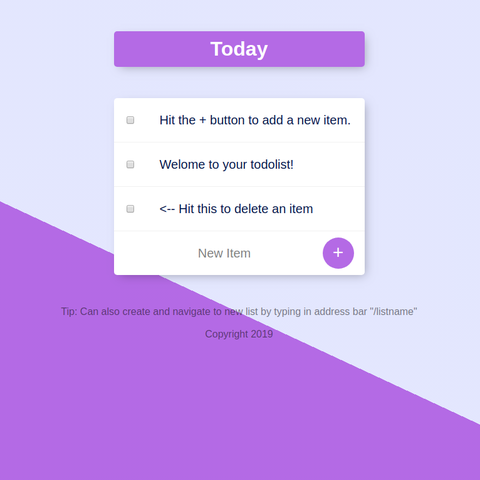 Today
Hit the + button to add a new item.
Welome to your todolist!
<-- Hit this to delete an item
New Item
+
Tip: Can also create and navigate to new list by typing in address bar "/listname"
Copyright 2019